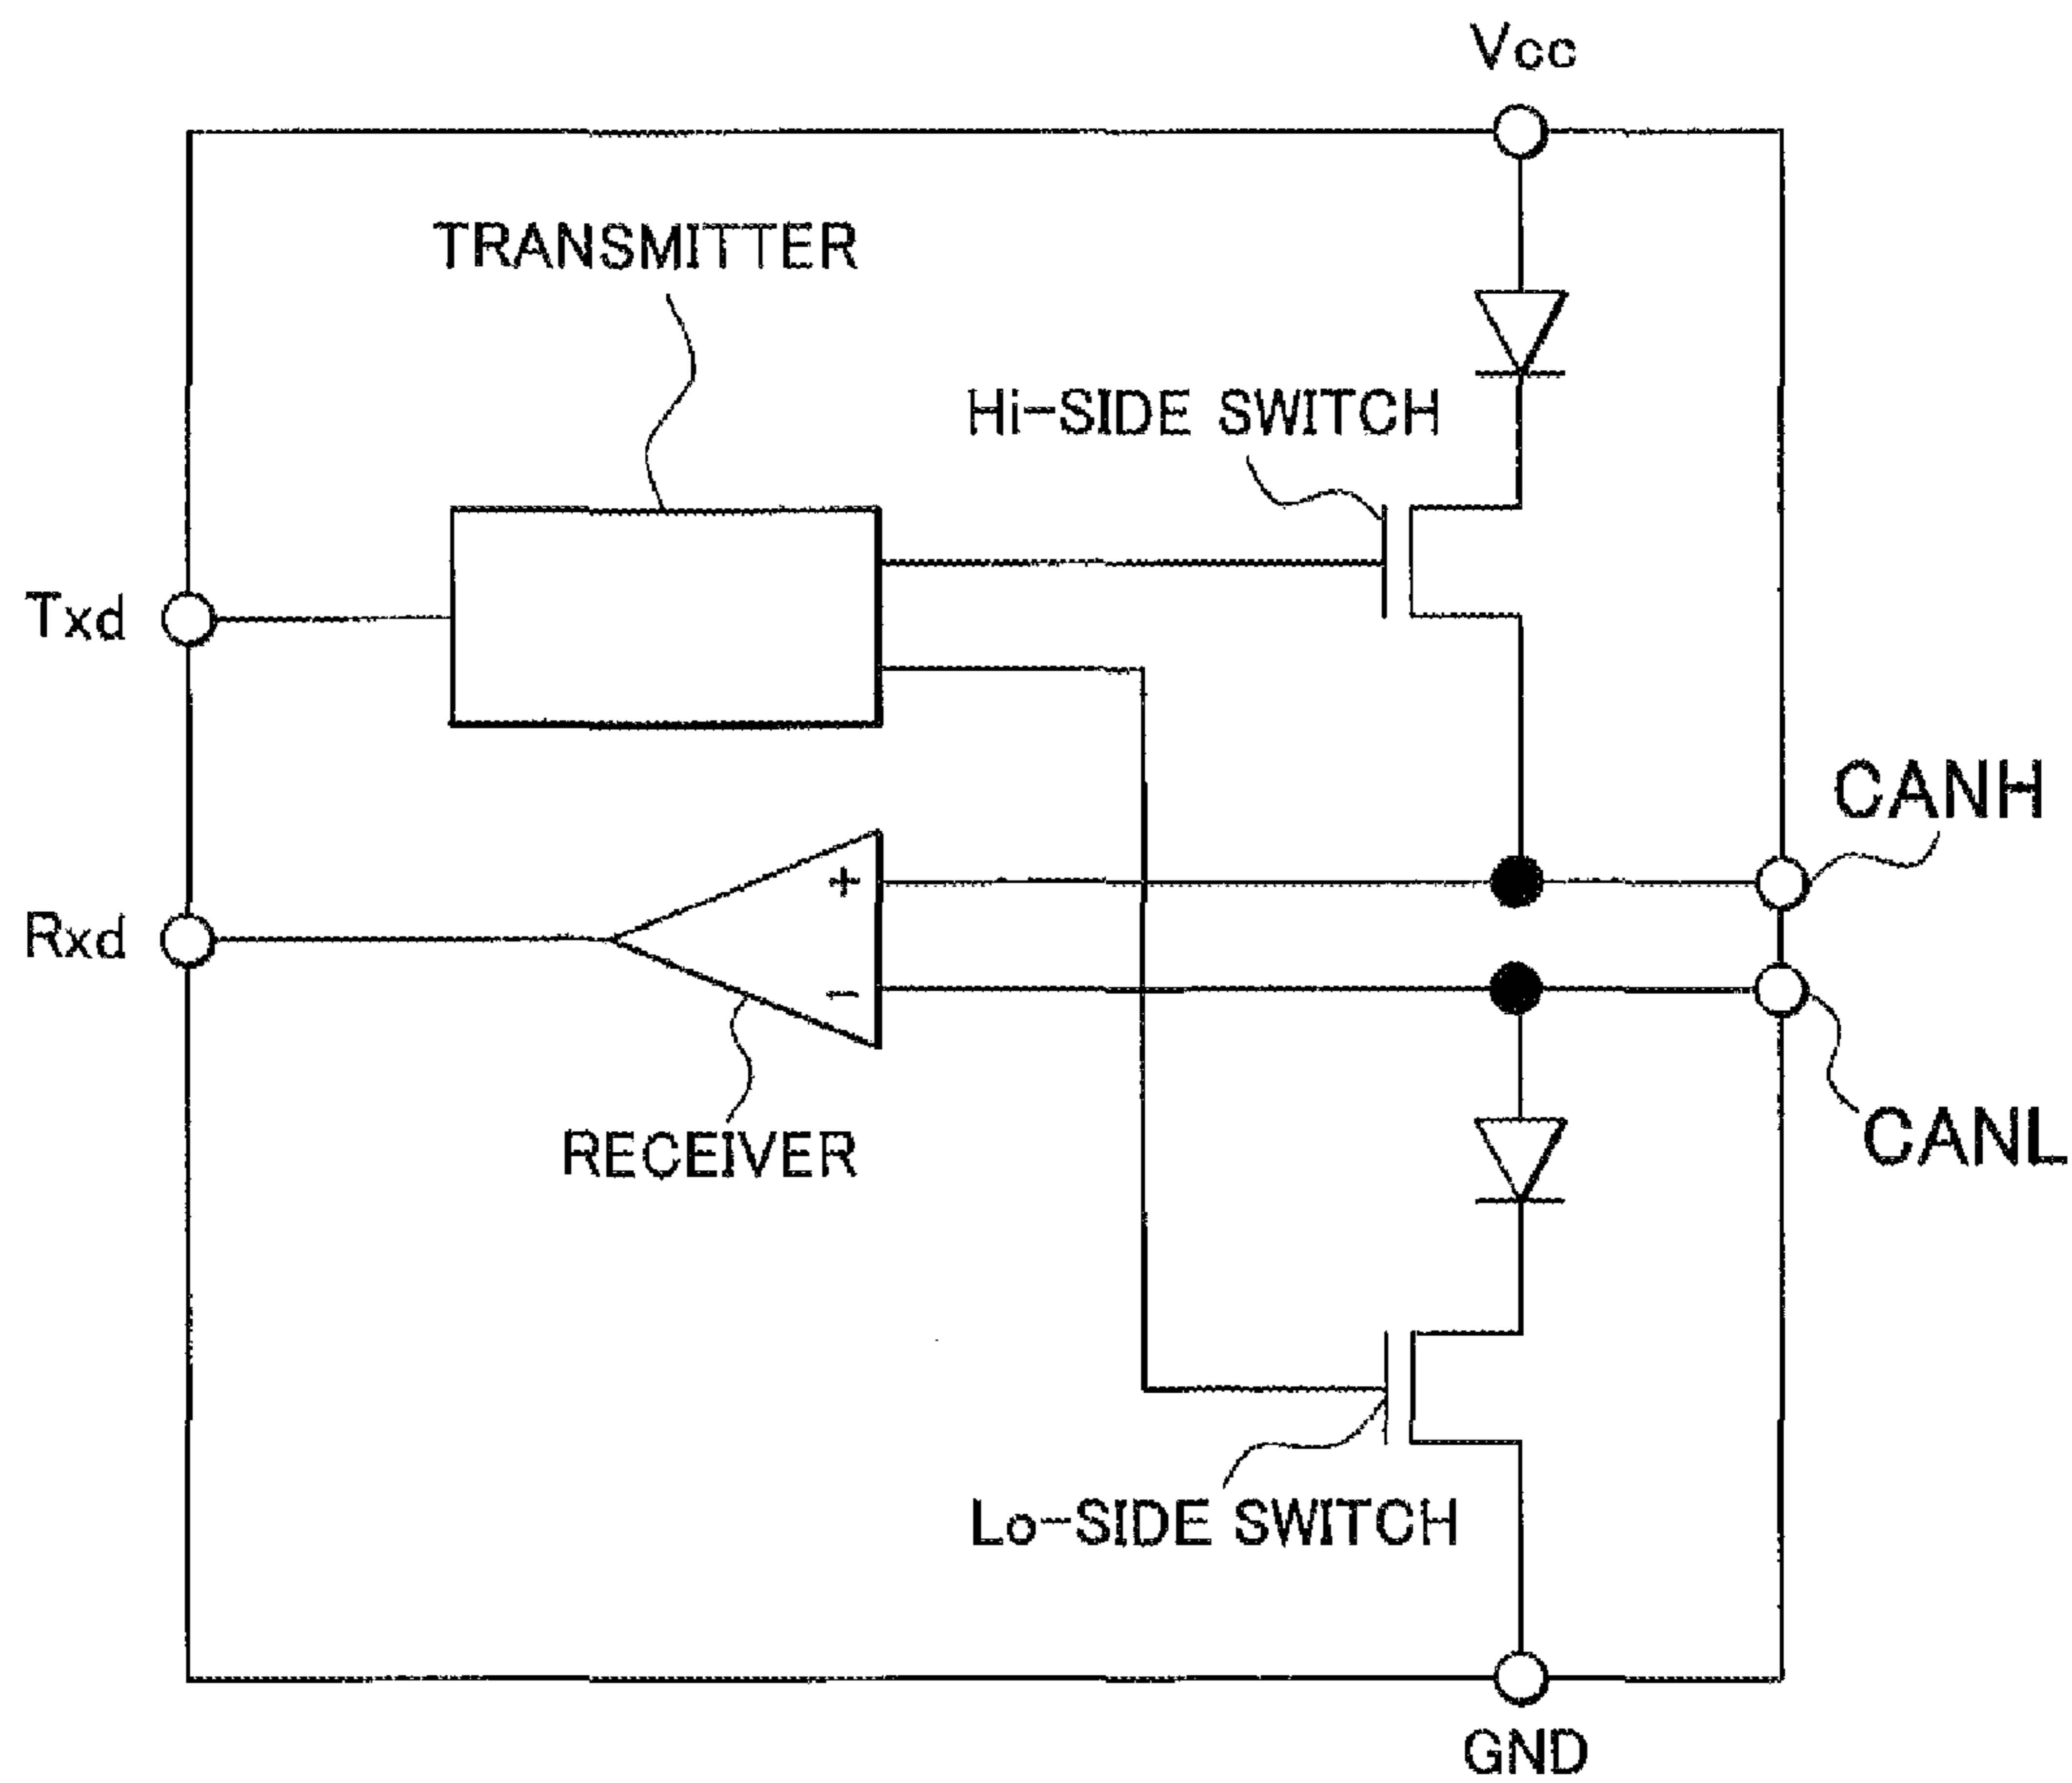 Vcc
TRANSMITTER
Hi-SIDE SWITCH
Txd
CANH
+
Rxd
-
RECEIVER
CANL
Lo-SIDE SWITCH
GND